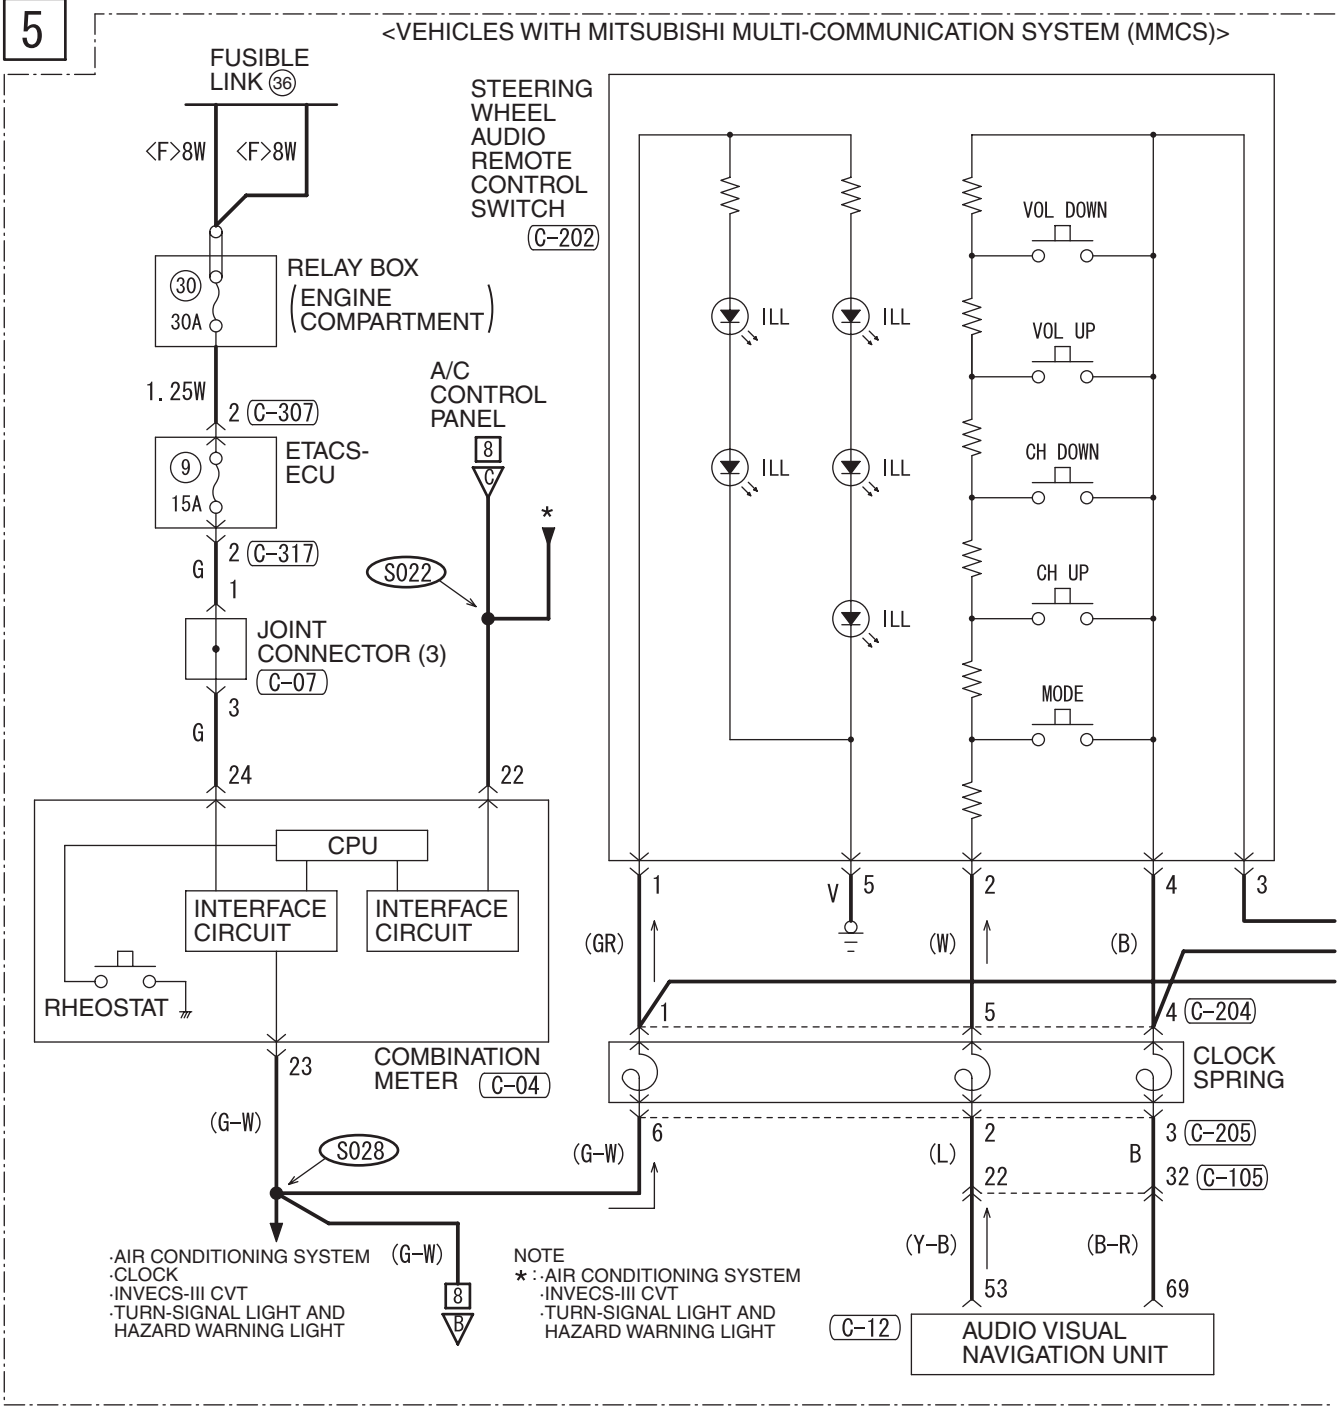 5
<VEHICLES WITH MITSUBISHI MULTI-COMMUNICATION SYSTEM (MMCS)>
FUSIBLE
LINK 36
<F>8W
<F>8W
30
30A
RELAY BOX
(ENGINE
COMPARTMENT)
1.25W
2 C-307
9
15A
ETACS-
ECU
2 C-317
G
1
JOINT
CONNECTOR (3)
C-07
3
G
24
A/C
CONTROL
PANEL
8
C
*
S022
22
CPU
INTERFACE
CIRCUIT
INTERFACE
CIRCUIT
RHEOSTAT
23
COMBINATION
METER C-04
(G-W)
S028
·AIR CONDITIONING SYSTEM
·CLOCK
·INVECS-III CVT
·TURN-SIGNAL LIGHT AND
HAZARD WARNING LIGHT
(G-W)
8
B
STEERING
WHEEL
AUDIO
REMOTE
CONTROL
SWITCH
C-202
ILL
ILL
ILL
ILL
ILL
VOL DOWN
VOL UP
CH DOWN
CH UP
MODE
1
V
5
2
4
3
(GR)
(W)
(B)
1
5
4 C-204
CLOCK
SPRING
6
2
3 C-205
(G-W)
(L)
B
22
32 C-105
(Y-B)
(B-R)
53
69
NOTE
* : ·AIR CONDITIONING SYSTEM
·INVECS-III CVT
·TURN-SIGNAL LIGHT AND
HAZARD WARNING LIGHT
C-12
AUDIO VISUAL
NAVIGATION UNIT